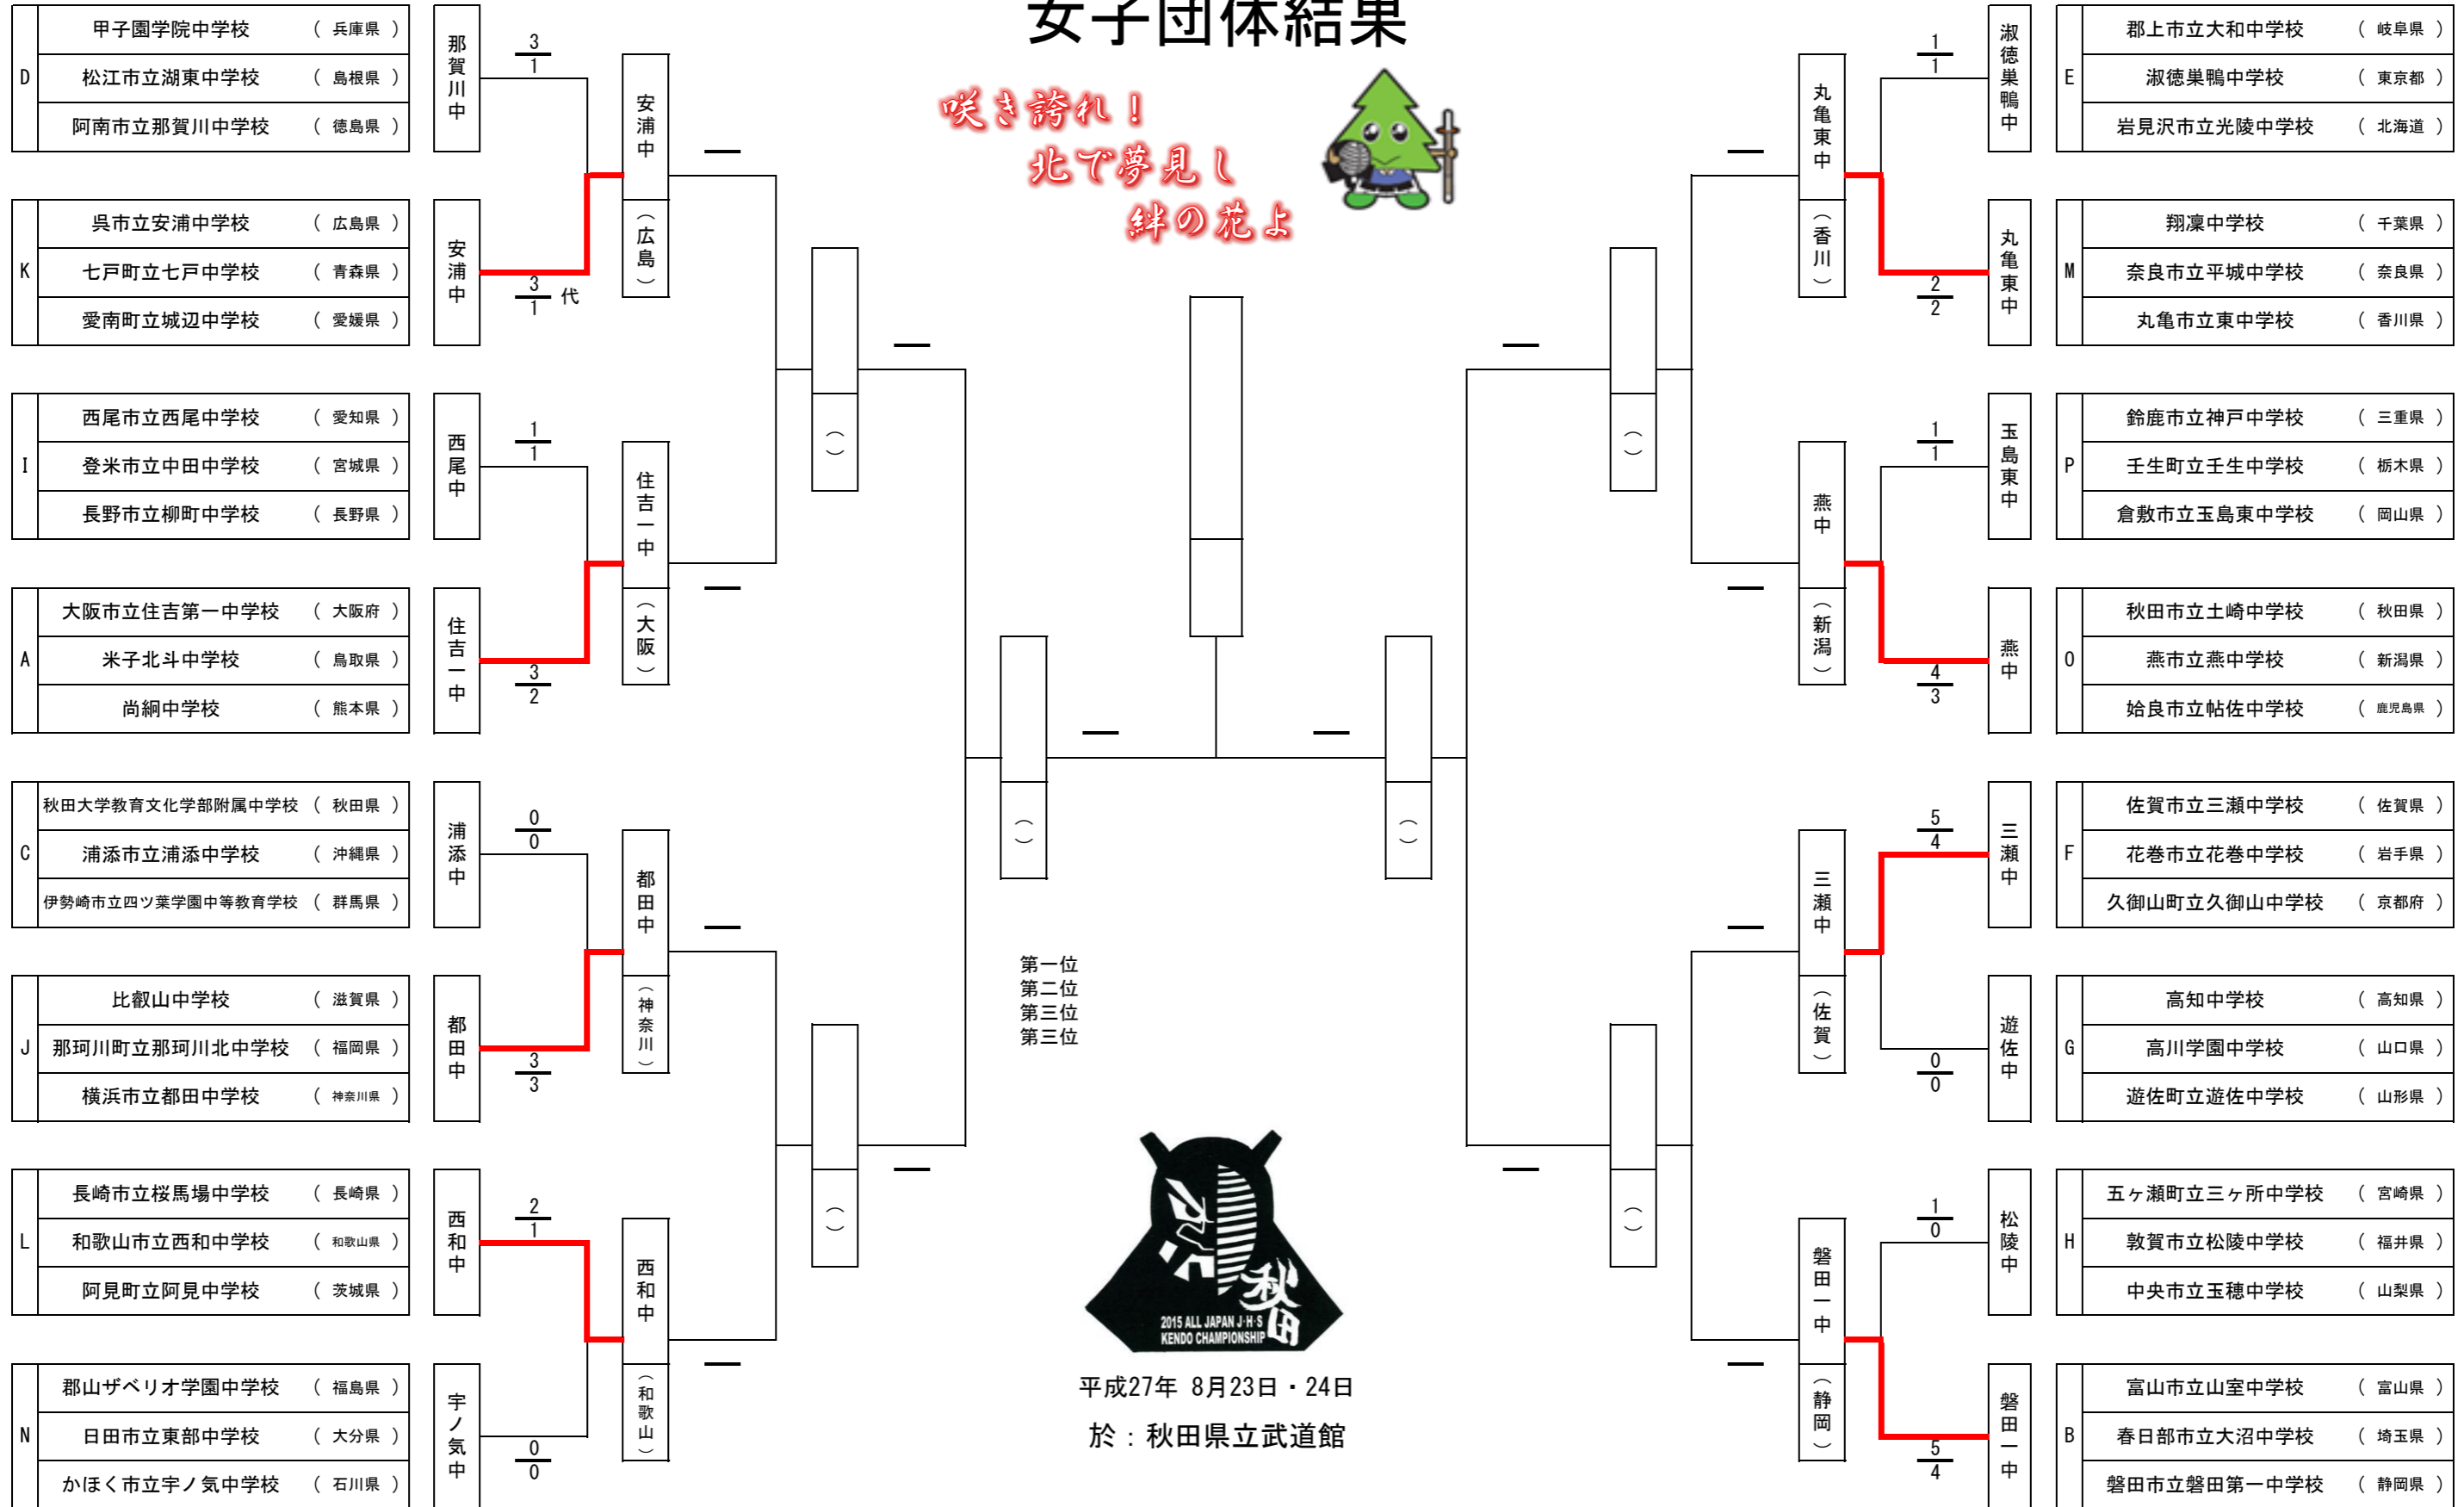 女子団体結果
咲き誇れ！
北で夢見し
絆の花よ
D
甲子園学院中学校 （ 兵庫県 ）
松江市立湖東中学校 （ 島根県 ）
阿南市立那賀川中学校 （ 徳島県 ）
那賀川中
3
1
K
呉市立安浦中学校 （ 広島県 ）
七戸町立七戸中学校 （ 青森県 ）
愛南町立城辺中学校 （ 愛媛県 ）
安浦中
3
1
代
安浦中
（広島）
I
西尾市立西尾中学校 （ 愛知県 ）
登米市立中田中学校 （ 宮城県 ）
長野市立柳町中学校 （ 長野県 ）
西尾中
1
1
A
大阪市立住吉第一中学校 （ 大阪府 ）
米子北斗中学校 （ 鳥取県 ）
尚絅中学校 （ 熊本県 ）
住吉一中
3
2
住吉一中
（大阪）
（）
C
秋田大学教育文化学部附属中学校 （ 秋田県 ）
浦添市立浦添中学校 （ 沖縄県 ）
伊勢崎市立四ツ葉学園中等教育学校 （ 群馬県 ）
浦添中
0
0
J
比叡山中学校 （ 滋賀県 ）
那珂川町立那珂川北中学校 （ 福岡県 ）
横浜市立都田中学校 （ 神奈川県 ）
都田中
3
3
都田中
（神奈川）
L
長崎市立桜馬場中学校 （ 長崎県 ）
和歌山市立西和中学校 （ 和歌山県 ）
阿見町立阿見中学校 （ 茨城県 ）
西和中
2
1
N
郡山ザベリオ学園中学校 （ 福島県 ）
日田市立東部中学校 （ 大分県 ）
かほく市立宇ノ気中学校 （ 石川県 ）
宇ノ気中
0
0
西和中
（和歌山）
（）
（）
（）
第一位
第二位
第三位
第三位
秋田
2015 ALL JAPAN J・H・S
KENDO CHAMPIONSHIP
平成27年 8月23日・24日
於：秋田県立武道館
E
郡上市立大和中学校 （ 岐阜県 ）
淑徳巣鴨中学校 （ 東京都 ）
岩見沢市立光陵中学校 （ 北海道 ）
淑徳巣鴨中
1
1
M
翔凜中学校 （ 千葉県 ）
奈良市立平城中学校 （ 奈良県 ）
丸亀市立東中学校 （ 香川県 ）
丸亀東中
2
2
丸亀東中
（香川）
P
鈴鹿市立神戸中学校 （ 三重県 ）
壬生町立壬生中学校 （ 栃木県 ）
倉敷市立玉島東中学校 （ 岡山県 ）
玉島東中
1
1
O
秋田市立土崎中学校 （ 秋田県 ）
燕市立燕中学校 （ 新潟県 ）
姶良市立帖佐中学校 （ 鹿児島県 ）
燕中
4
3
燕中
（新潟）
（）
F
佐賀市立三瀬中学校 （ 佐賀県 ）
花巻市立花巻中学校 （ 岩手県 ）
久御山町立久御山中学校 （ 京都府 ）
三瀬中
5
4
G
高知中学校 （ 高知県 ）
高川学園中学校 （ 山口県 ）
遊佐町立遊佐中学校 （ 山形県 ）
遊佐中
0
0
三瀬中
（佐賀）
H
五ヶ瀬町立三ヶ所中学校 （ 宮崎県 ）
敦賀市立松陵中学校 （ 福井県 ）
中央市立玉穂中学校 （ 山梨県 ）
松陵中
1
0
B
富山市立山室中学校 （ 富山県 ）
春日部市立大沼中学校 （ 埼玉県 ）
磐田市立磐田第一中学校 （ 静岡県 ）
磐田一中
5
4
磐田一中
（静岡）
（）